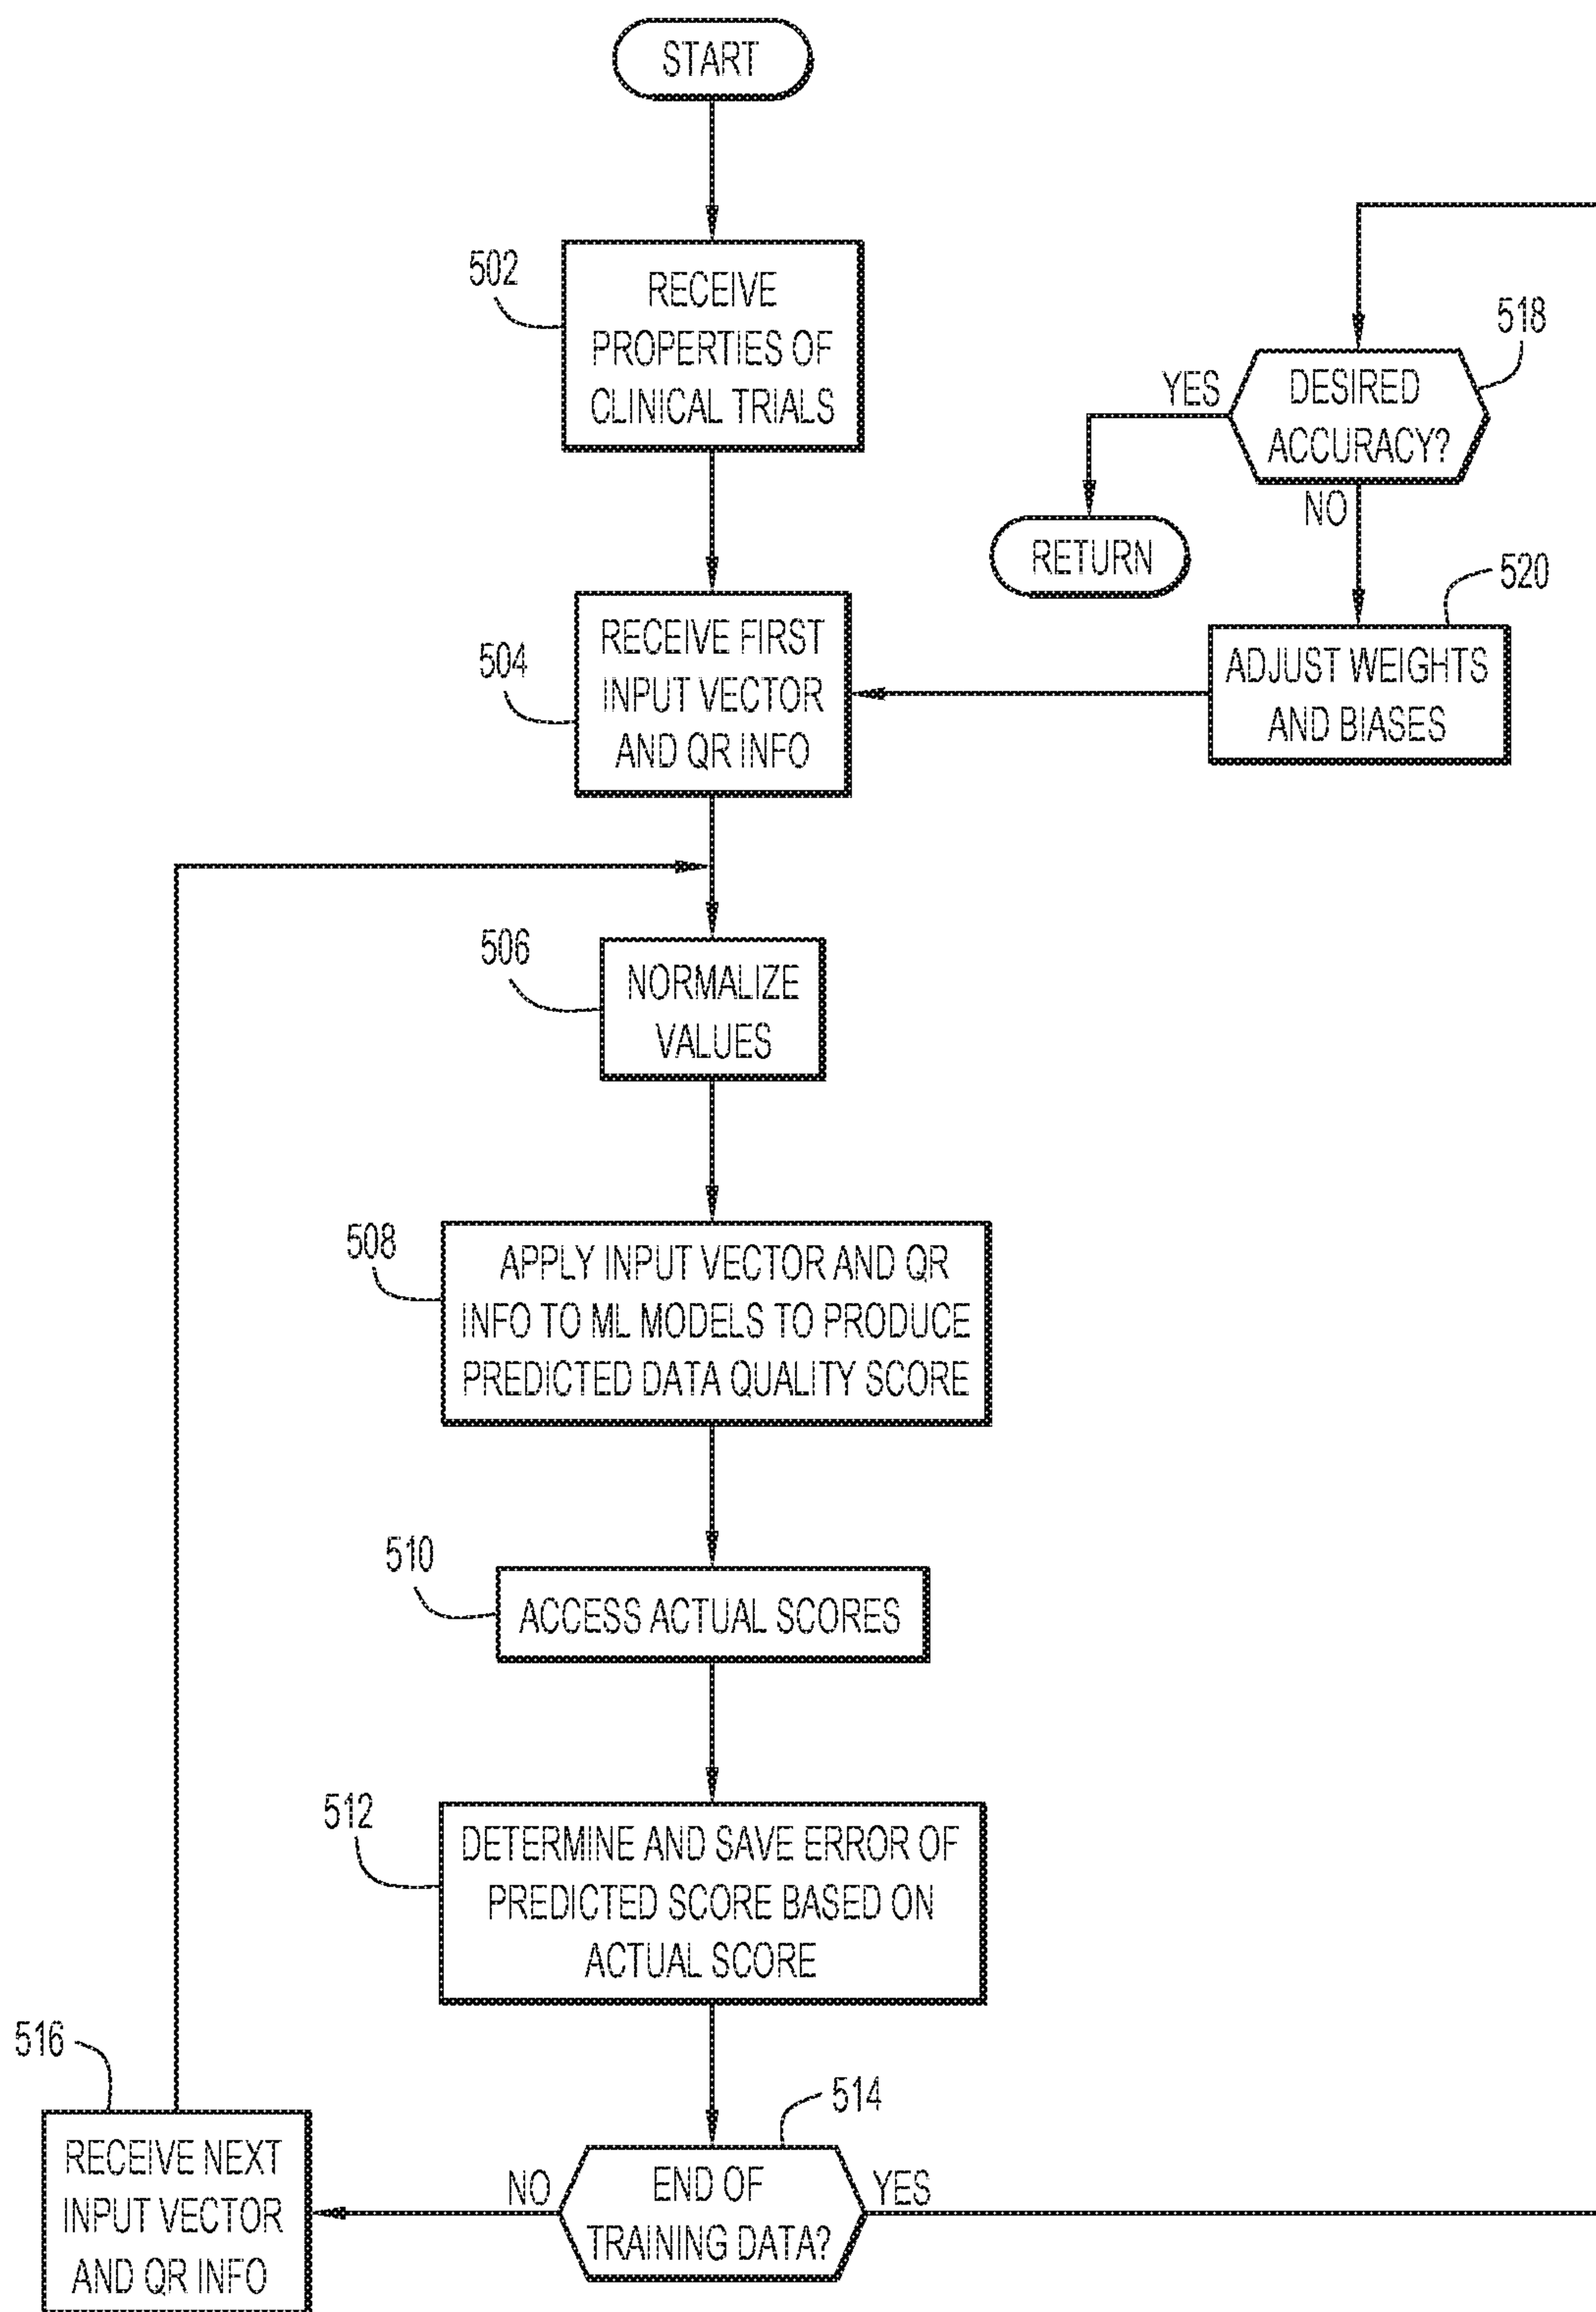 START
502
RECEIVE
PROPERTIES OF
CLINICAL TRIALS
518
DESIRED
ACCURACY?
YES
NO
RETURN
520
ADJUST WEIGHTS
AND BIASES
504
RECEIVE FIRST
INPUT VECTOR
AND QR INFO
506
NORMALIZE
VALUES
508
APPLY INPUT VECTOR AND QR
INFO TO ML MODELS TO PRODUCE
PREDICTED DATA QUALITY SCORE
510
ACCESS ACTUAL SCORES
512
DETERMINE AND SAVE ERROR OF
PREDICTED SCORE BASED ON
ACTUAL SCORE
514
END OF
TRAINING DATA?
NO
YES
516
RECEIVE NEXT
INPUT VECTOR
AND QR INFO